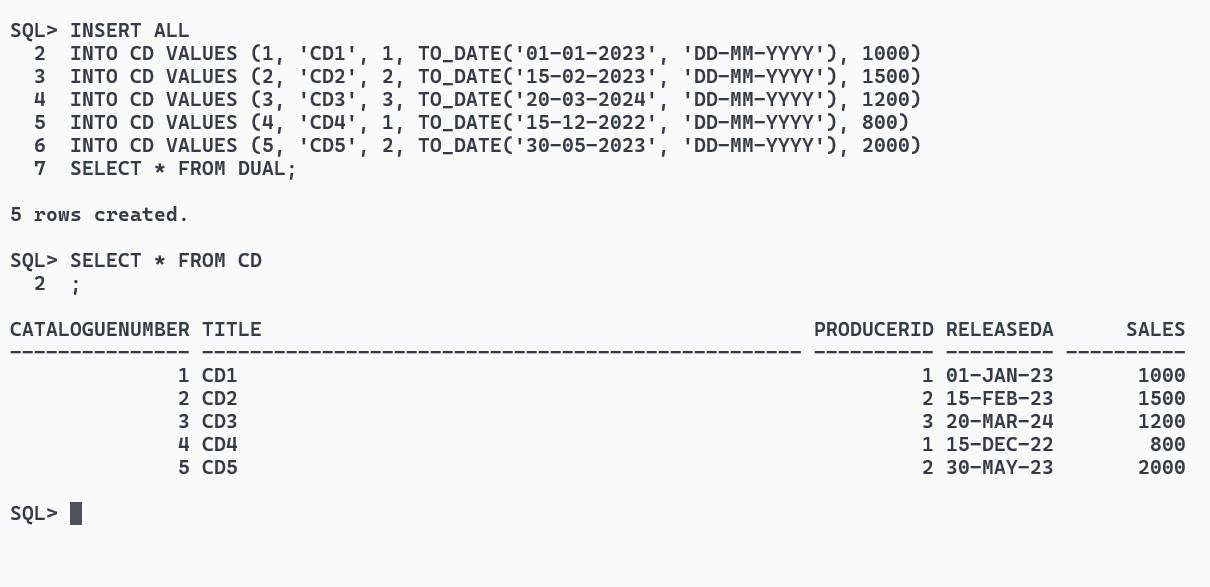 SQL> INSERT ALL
  2  INTO CD VALUES (1, 'CD1', 1, TO_DATE('01-01-2023', 'DD-MM-YYYY'), 1000)
  3  INTO CD VALUES (2, 'CD2', 2, TO_DATE('15-02-2023', 'DD-MM-YYYY'), 1500)
  4  INTO CD VALUES (3, 'CD3', 3, TO_DATE('20-03-2024', 'DD-MM-YYYY'), 1200)
  5  INTO CD VALUES (4, 'CD4', 1, TO_DATE('15-12-2022', 'DD-MM-YYYY'), 800)
  6  INTO CD VALUES (5, 'CD5', 2, TO_DATE('30-05-2023', 'DD-MM-YYYY'), 2000)
  7  SELECT * FROM DUAL;

5 rows created.

SQL> SELECT * FROM CD
  2  ;

CATALOGUENUMBER TITLE                                              PRODUCERID RELEASEDA      SALES
--------------- -------------------------------------------------- ---------- --------- ----------
              1 CD1                                                         1 01-JAN-23       1000
              2 CD2                                                         2 15-FEB-23       1500
              3 CD3                                                         3 20-MAR-24       1200
              4 CD4                                                         1 15-DEC-22        800
              5 CD5                                                         2 30-MAY-23       2000

SQL>